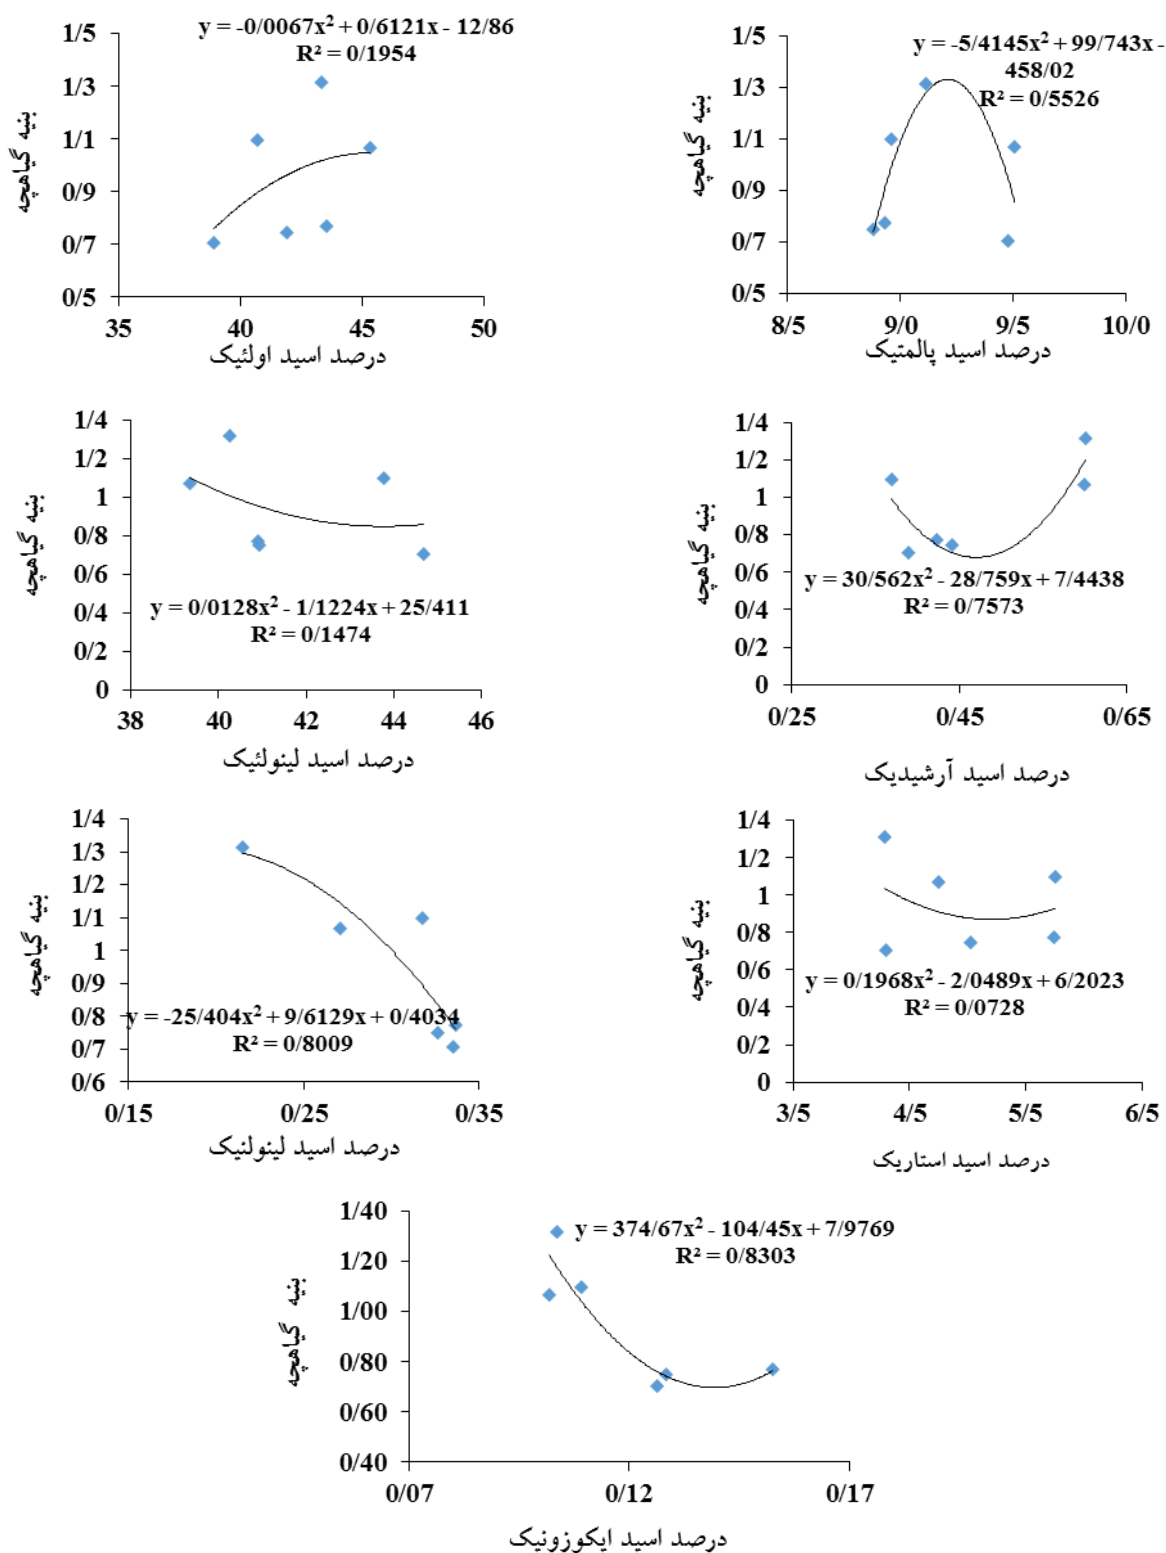 y = -0/0067x² + 0/6121x - 12/86
R² = 0/1954
1/5
1/3
1/1
0/9
0/7
0/5
35
40
45
50
بنیه گیاهچه
درصد اسید اولئیک
y = -5/4145x² + 99/743x -
458/02
R² = 0/5526
1/5
1/3
1/1
0/9
0/7
0/5
8/5
9/0
9/5
10/0
بنیه گیاهچه
درصد اسید پالمتیک
1/4
1/2
1
0/8
0/6
0/4
0/2
0
y = 0/0128x² - 1/1224x + 25/411
R² = 0/1474
38
40
42
44
46
بنیه گیاهچه
درصد اسید لینولئیک
1/4
1/2
1
0/8
0/6
0/4
0/2
0
y = 30/562x² - 28/759x + 7/4438
R² = 0/7573
0/25
0/45
0/65
بنیه گیاهچه
درصد اسید آرشیدیک
1/4
1/3
1/2
1/1
1
0/9
0/8
0/7
0/6
y = -25/404x² + 9/6129x + 0/4034
R² = 0/8009
0/15
0/25
0/35
بنیه گیاهچه
درصد اسید لینولنیک
1/4
1/2
1
0/8
0/6
0/4
0/2
0
y = 0/1968x² - 2/0489x + 6/2023
R² = 0/0728
3/5
4/5
5/5
6/5
بنیه گیاهچه
درصد اسید استاریک
1/40
1/20
1/00
0/80
0/60
0/40
y = 374/67x² - 104/45x + 7/9769
R² = 0/8303
0/07
0/12
0/17
بنیه گیاهچه
درصد اسید ایکوزونیک